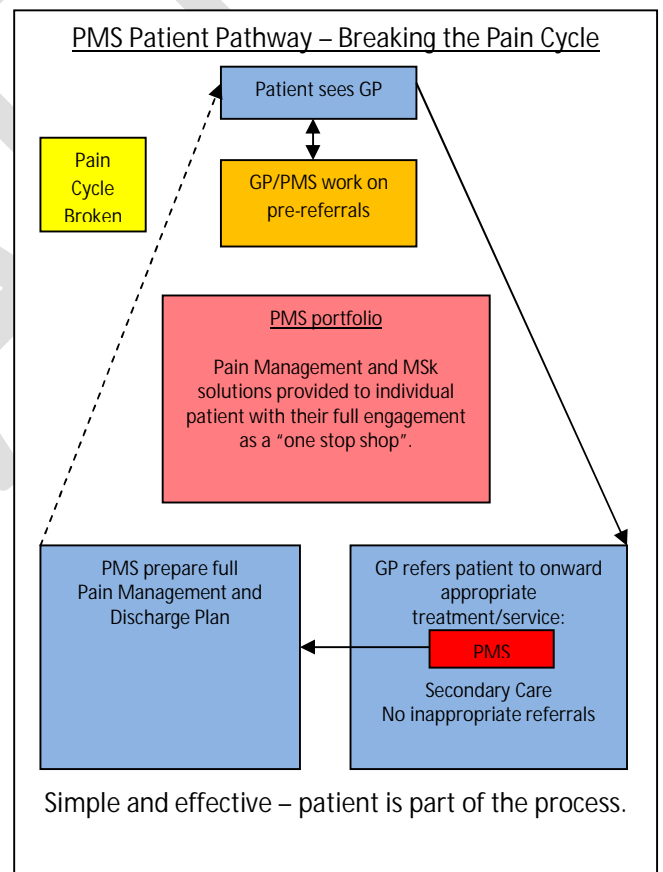 PMS Patient Pathway – Breaking the Pain Cycle
Patient sees GP
Pain
Cycle
Broken
GP/PMS work on
pre-referrals
PMS portfolio
Pain Management and MSk
solutions provided to individual
patient with their full engagement
as a “one stop shop”.
PMS prepare full
Pain Management and
Discharge Plan
GP refers patient to onward
appropriate
treatment/service:
PMS
Secondary Care
No inappropriate referrals
Simple and effective – patient is part of the process.